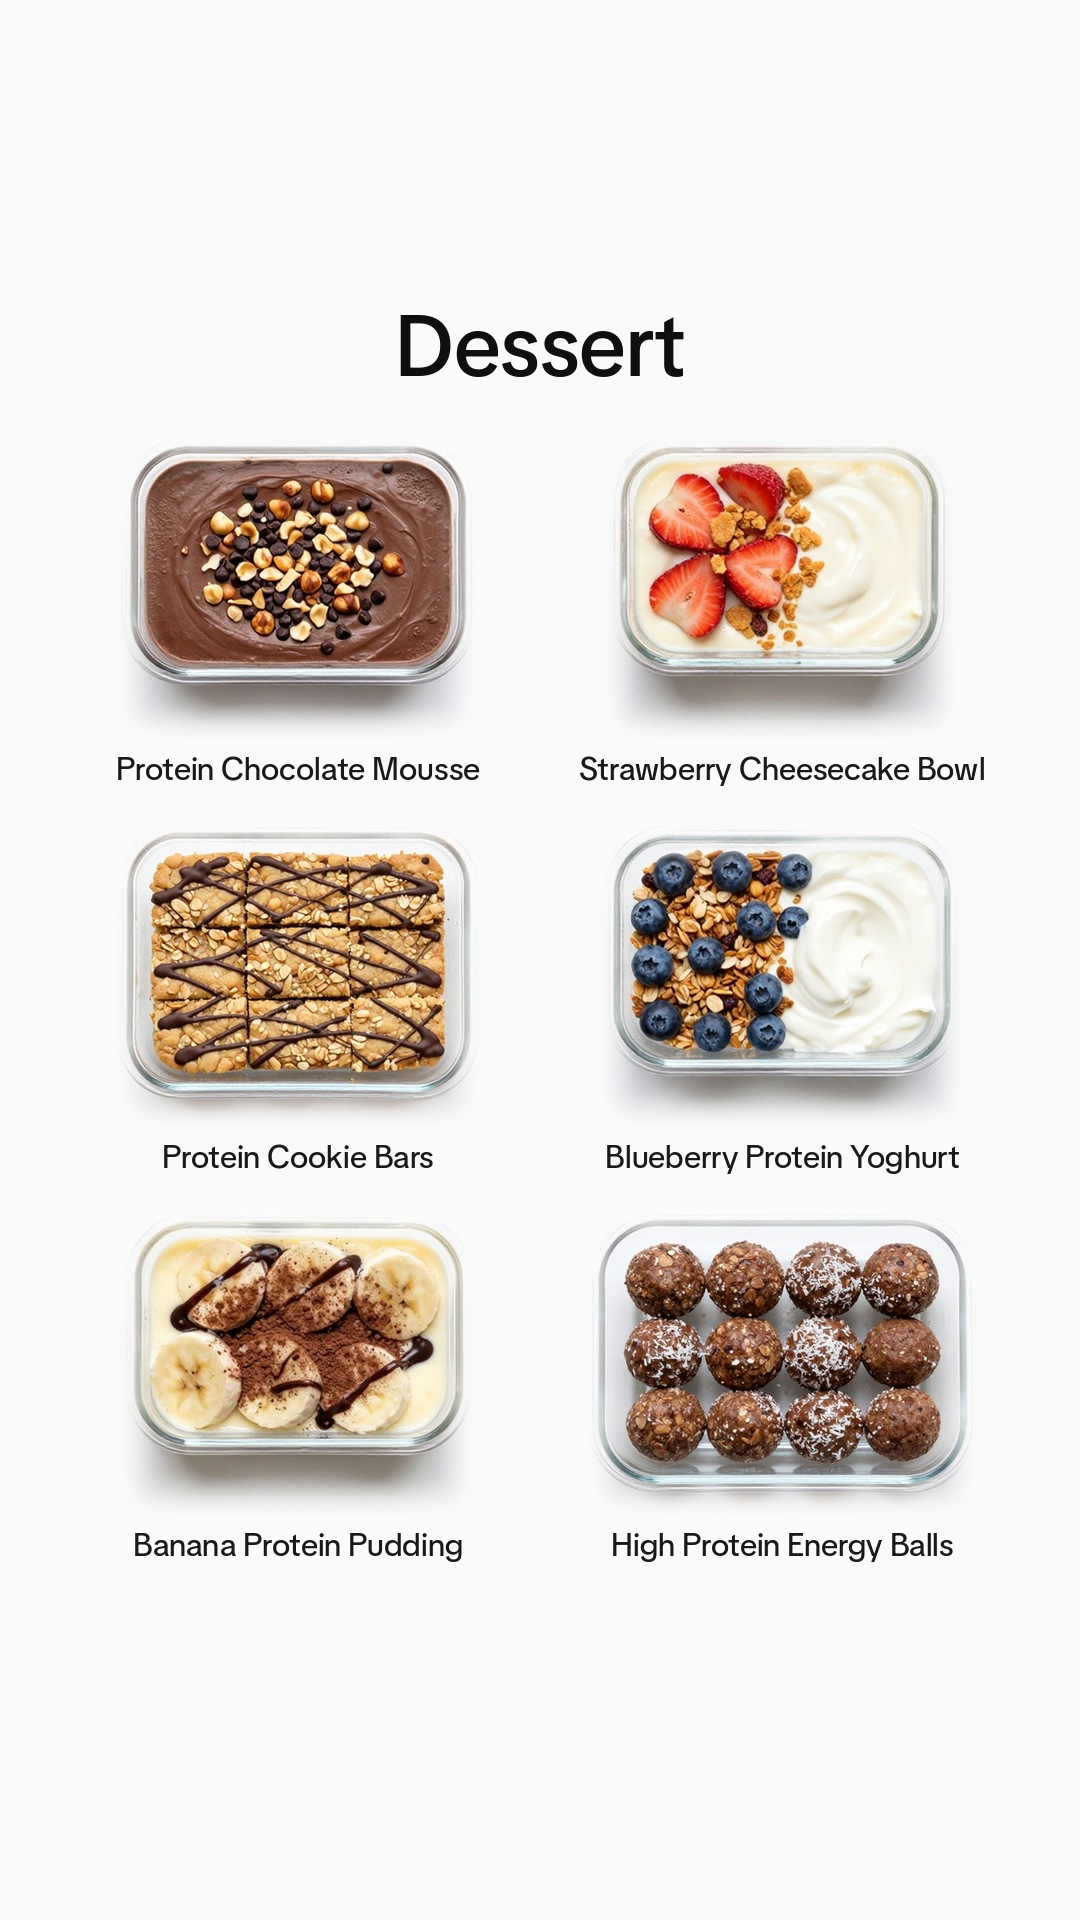 Dessert
Protein Chocolate Mousse
Strawberry Cheesecake Bowl
Protein Cookie Bars
Blueberry Protein Yoghurt
Banana Protein Pudding
High Protein Energy Balls